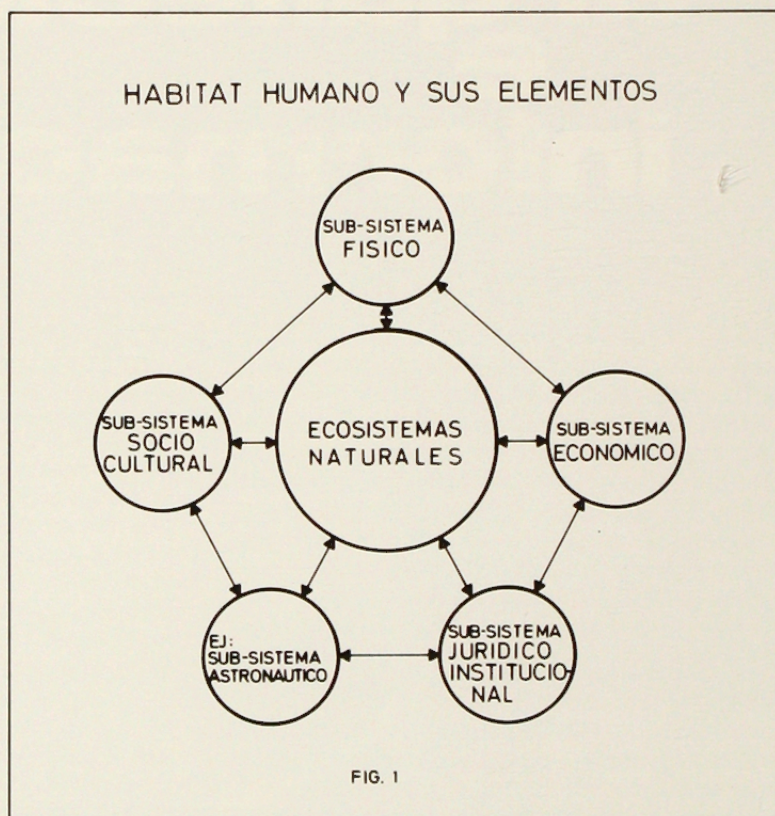 HABITAT HUMANO Y SUS ELEMENTOS
SUB-SISTEMA
FISICO
SUB-SISTEMA
SOCIO
CULTURAL
ECOSISTEMAS
NATURALES
SUB-SISTEMA
ECONOMICO
EJ:
SUB-SISTEMA
ASTRONAUTICO
SUB-SISTEMA
JURIDICO
INSTITUCIO-
NAL
FIG. 1